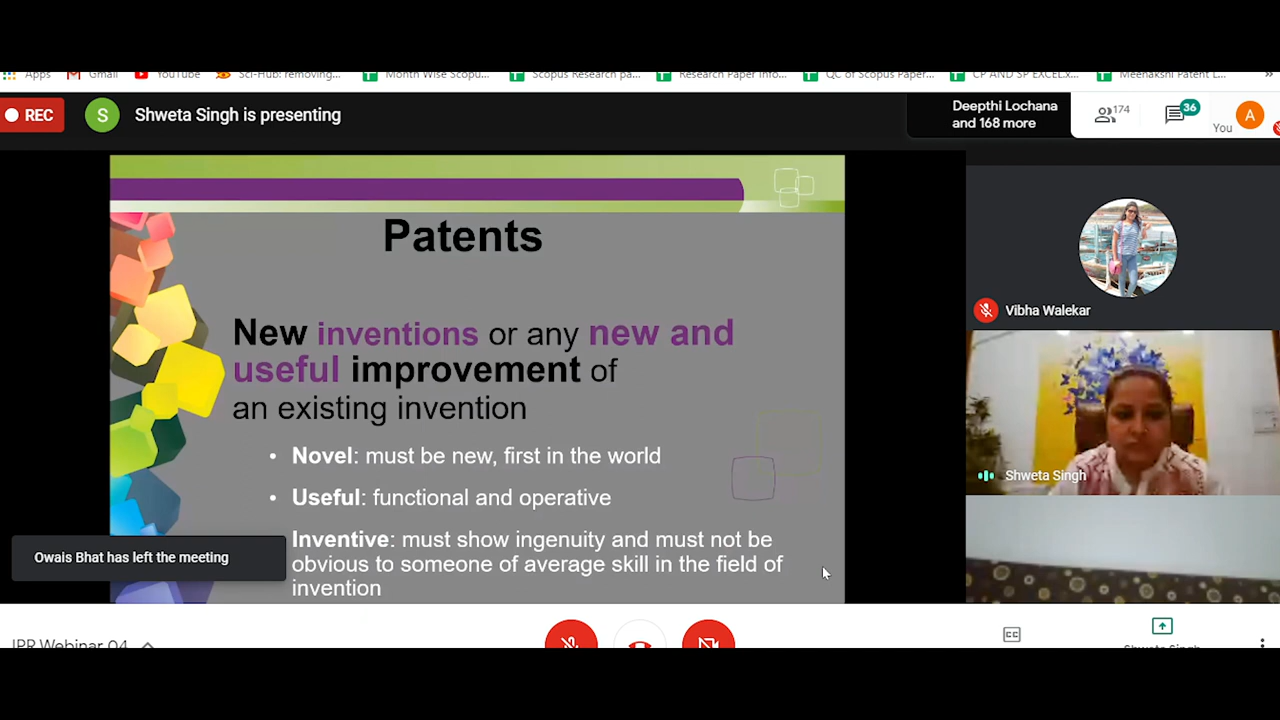 Apps Gmail YouTube Sci-Hub: removing... Month Wise Scopu... Scopus Research pa... Research Paper Info... QC of Scopus Paper... CP AND SP EXCEL.x... Meenakshi Patent L... »
REC S Shweta Singh is presenting
Deepthi Lochana
and 168 more
174
36
You
A
Patents
New inventions or any new and
useful improvement of
an existing invention
• Novel: must be new, first in the world
• Useful: functional and operative
Inventive: must show ingenuity and must not be
obvious to someone of average skill in the field of
invention
Vibha Walekar
Shweta Singh
Owais Bhat has left the meeting
IPR Webinar 04
CC
Shweta Singh